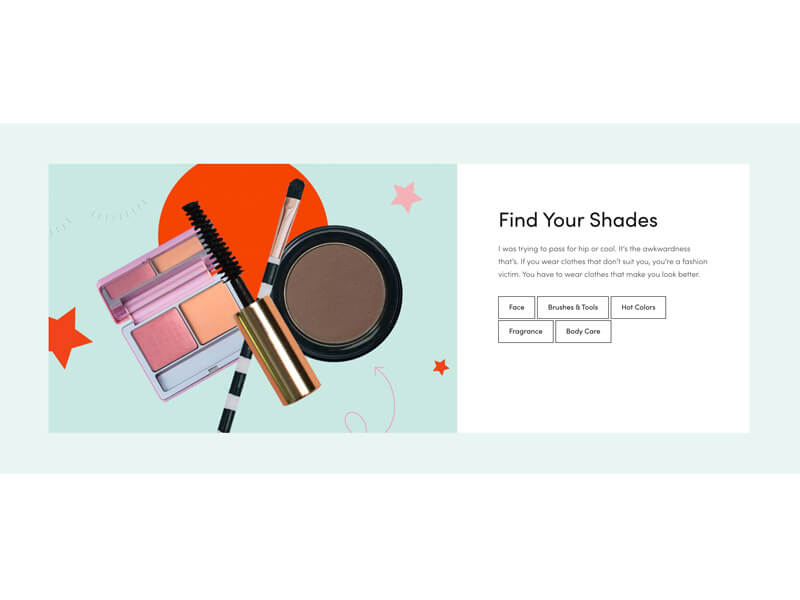 Find Your Shades
I was trying to pass for hip or cool. It's the awkwardness
that's. If you wear clothes that don't suit you, you're a fashion
victim. You have to wear clothes that make you look better.
Face
Brushes & Tools
Hot Colors
Fragrance
Body Care